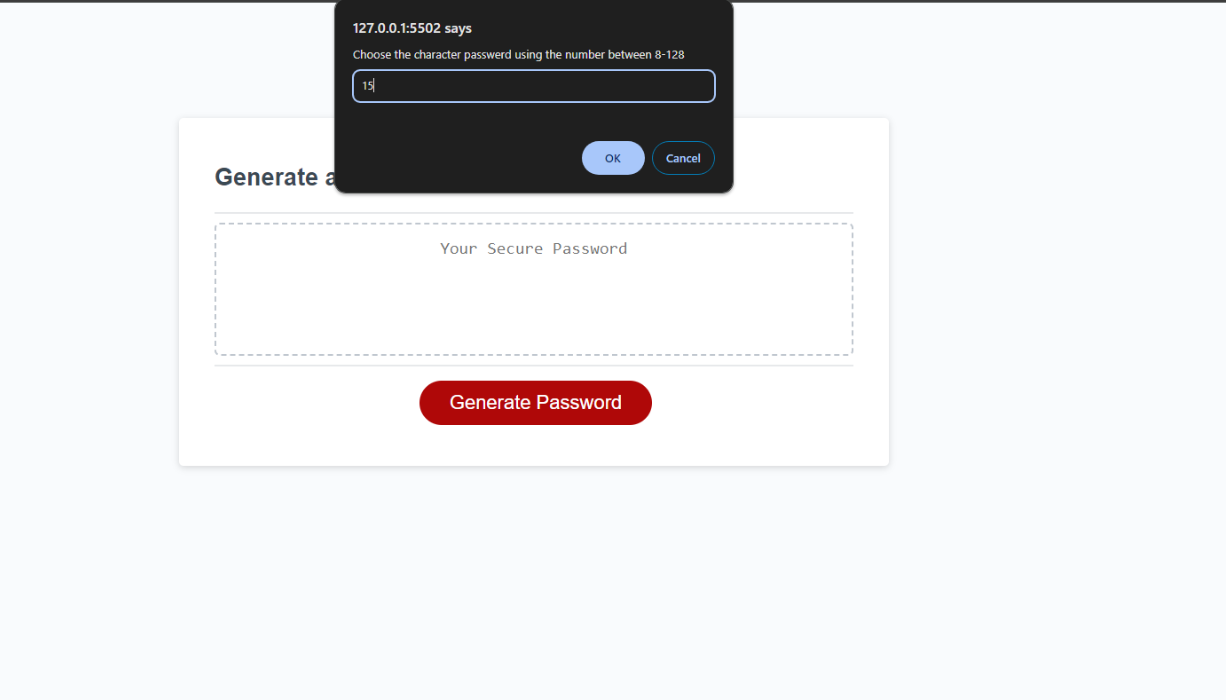 127.0.0.1:5502 says
Choose the character passwerd using the number between 8-128
15
OK
Cancel
Generate a
Your Secure Password
Generate Password